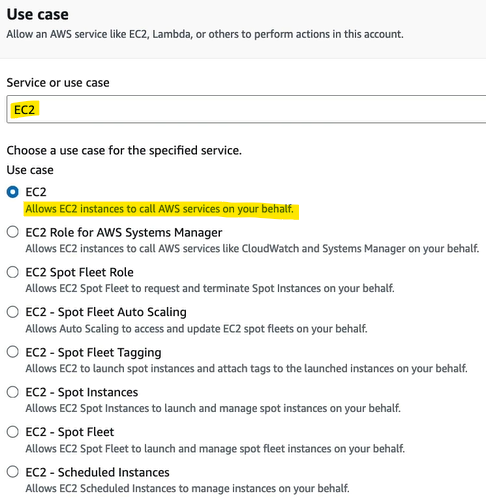 Use case
Allow an AWS service like EC2, Lambda, or others to perform actions in this account.
Service or use case
EC2
Choose a use case for the specified service.
Use case
EC2
Allows EC2 instances to call AWS services on your behalf.
EC2 Role for AWS Systems Manager
Allows EC2 instances to call AWS services like CloudWatch and Systems Manager on your behalf.
EC2 Spot Fleet Role
Allows EC2 Spot Fleet to request and terminate Spot Instances on your behalf.
EC2 - Spot Fleet Auto Scaling
Allows Auto Scaling to access and update EC2 spot fleets on your behalf.
EC2 - Spot Fleet Tagging
Allows EC2 to launch spot instances and attach tags to the launched instances on your behalf.
EC2 - Spot Instances
Allows EC2 Spot Instances to launch and manage spot instances on your behalf.
EC2 - Spot Fleet
Allows EC2 Spot Fleet to launch and manage spot fleet instances on your behalf.
EC2 - Scheduled Instances
Allows EC2 Scheduled Instances to manage instances on your behalf.